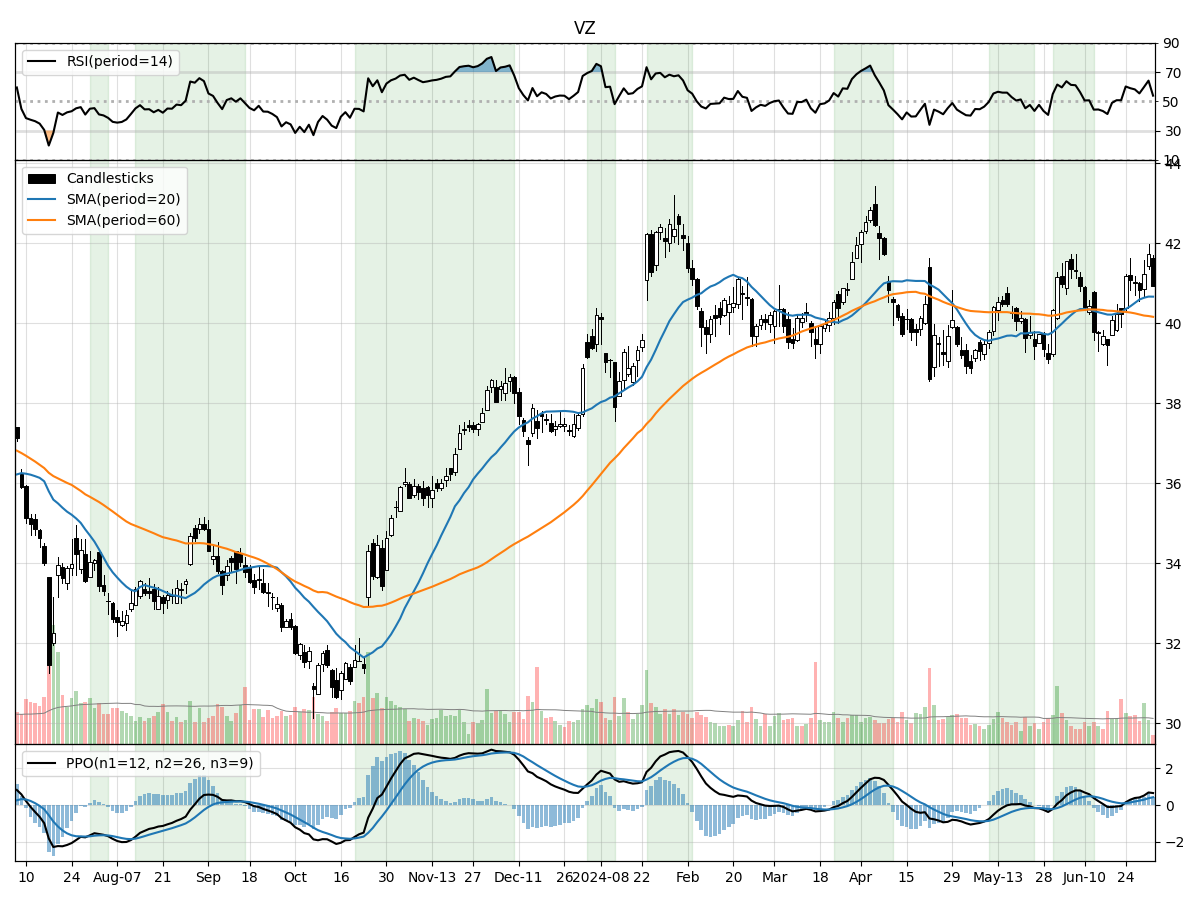 VZ
RSI(period=14)
90
70
50
30
10
Candlesticks
SMA(period=20)
SMA(period=60)
44
42
40
38
36
34
32
30
PPO(n1=12, n2=26, n3=9)
2
0
−2
10 24 Aug-07 21 Sep 18 Oct 16 30 Nov-13 27 Dec-11 26 2024-08 22 Feb 20 Mar 18 Apr 15 29 May-13 28 Jun-10 24